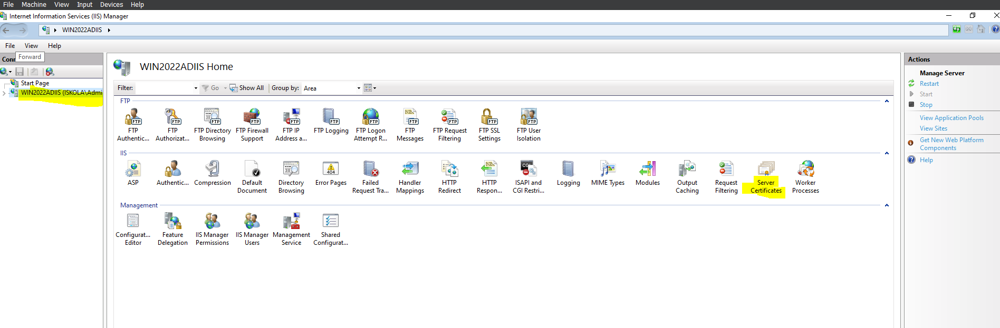 File Machine View Input Devices Help
Internet Information Services (IIS) Manager
WIN2022ADIIS
File View Help
Forward
Conn
Start Page
WIN2022ADIIS (ISKOLA\Admi
WIN2022ADIIS Home
Filter: Go Show All Group by: Area
FTP
FTP Authentic...
FTP Authorizat...
FTP Directory Browsing
FTP Firewall Support
FTP IP Address a...
FTP Logging
FTP Logon Attempt R...
FTP Messages
FTP Request Filtering
FTP SSL Settings
FTP User Isolation
IIS
ASP
Authentic...
Compression
Default Document
Directory Browsing
404
Error Pages
Failed Request Tra...
Handler Mappings
HTTP Redirect
HTTP Respon...
ISAPI and CGI Restri...
Logging
MIME Types
Modules
Output Caching
Request Filtering
Server Certificates
Worker Processes
Management
Configurat... Editor
Feature Delegation
IIS Manager Permissions
IIS Manager Users
Management Service
Shared Configurat...
Actions
Manage Server
Restart
Start
Stop
View Application Pools
View Sites
Get New Web Platform
Components
Help